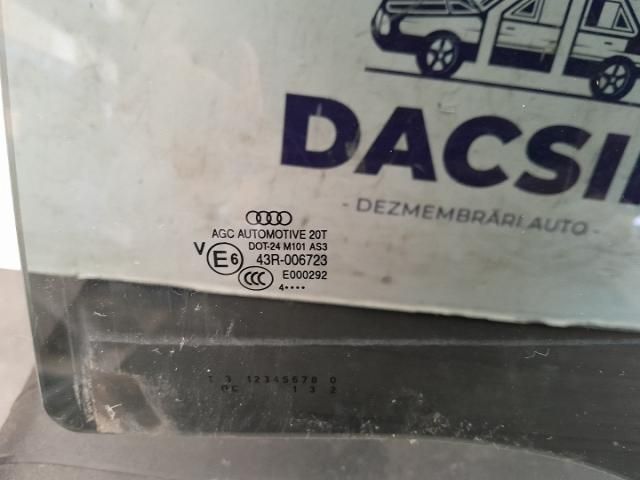 DACSI
- DEZMEMBRĂRI AUTO -
AGC AUTOMOTIVE 20T
DOT-24 M101 AS3
V E6 43R-006723
CCC E000292
4••••
1 3 12345678 0
1 3 2